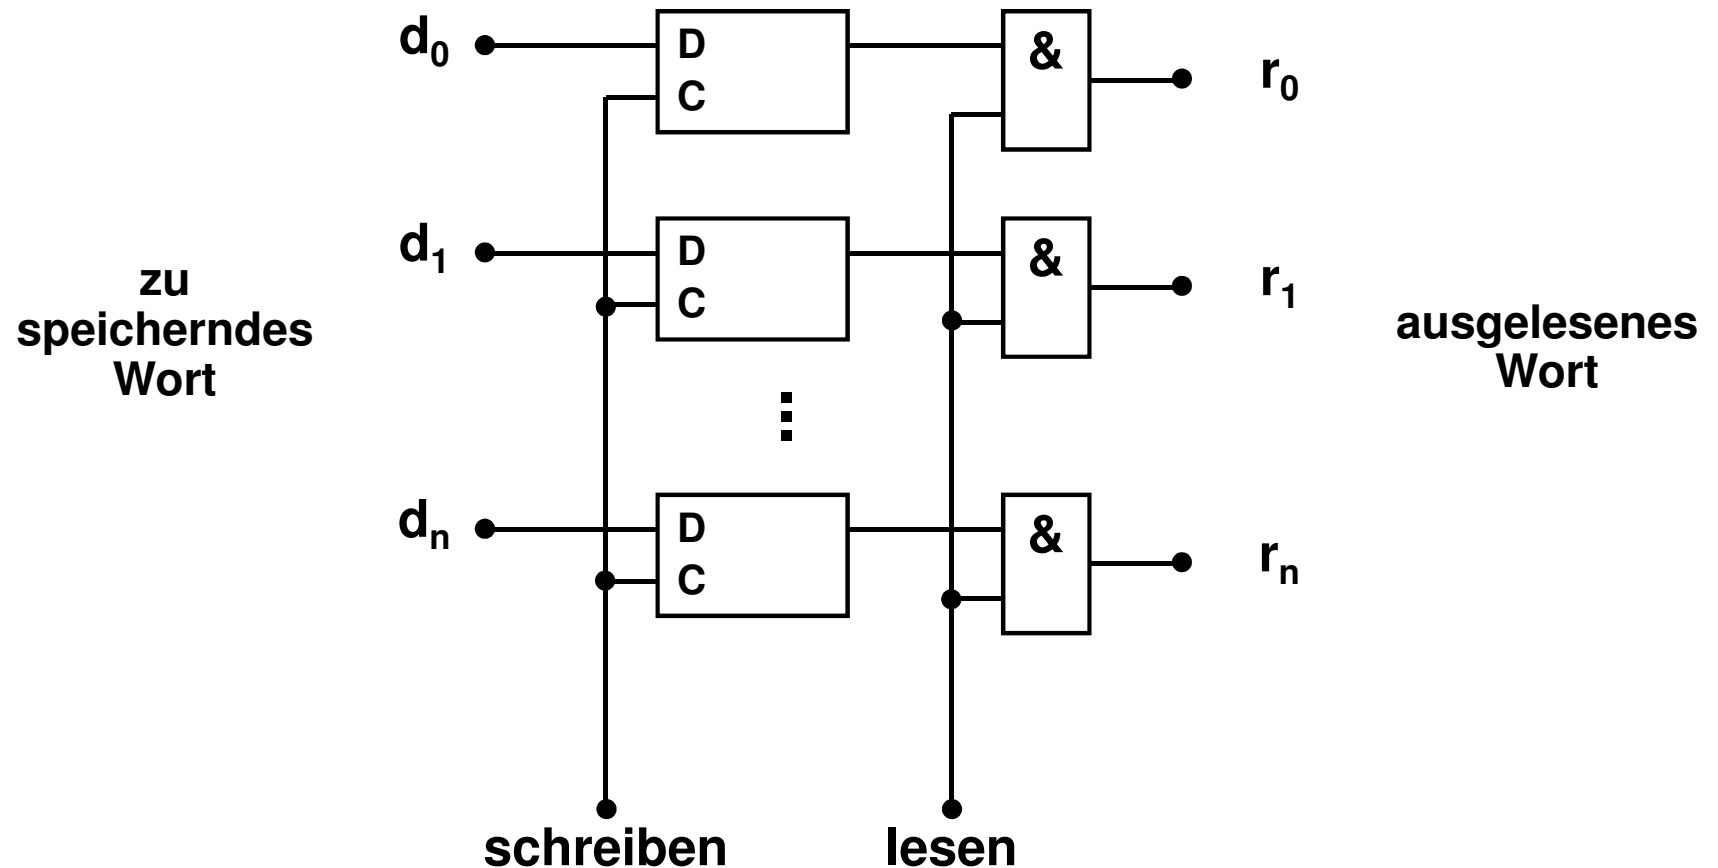 d0 D & r0
C
d1 D & r1
C
zu
speicherndes
Wort
ausgelesenes
Wort
dn D & rn
C
schreiben lesen